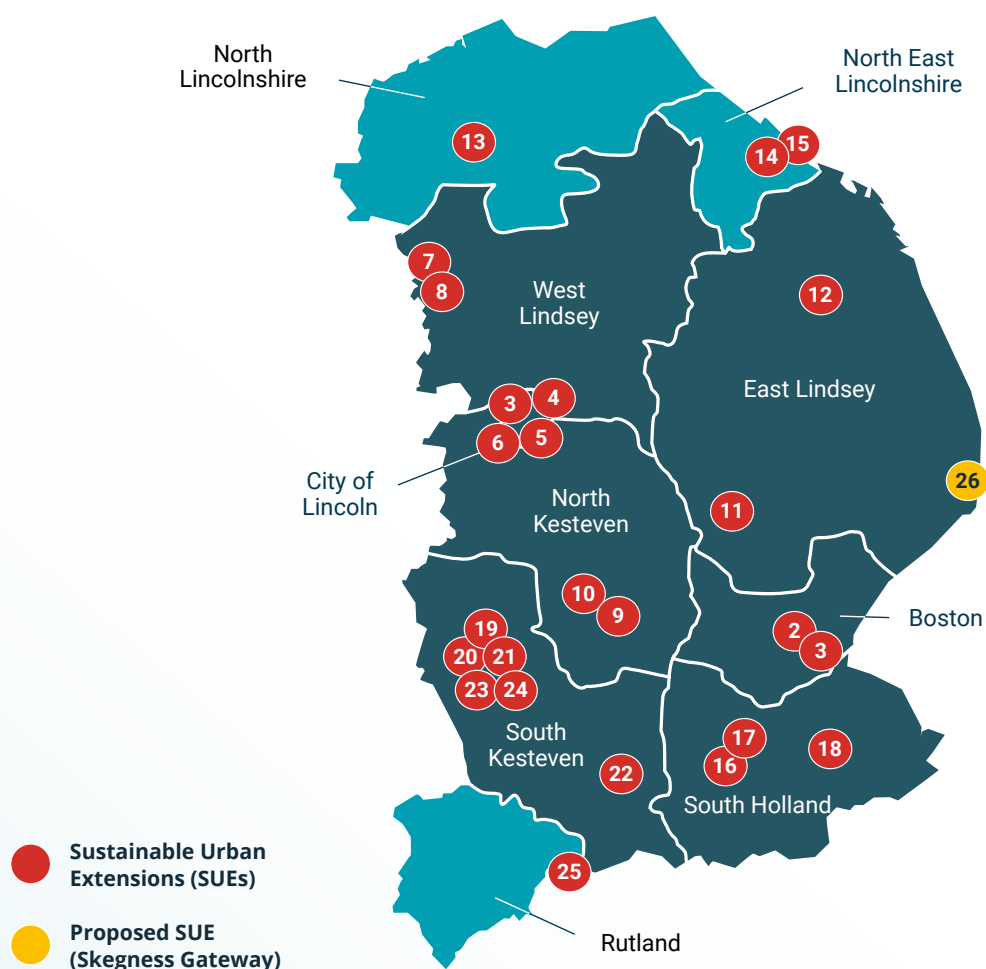 North
Lincolnshire
North East
Lincolnshire
13
15
14
7
8
West
Lindsey
12
East Lindsey
3
4
6
5
City of
Lincoln
26
North
Kesteven
11
10
9
Boston
2
3
19
20
21
23
24
South
Kesteven
17
18
16
22
South Holland
25
Rutland
Sustainable Urban
Extensions (SUEs)
Proposed SUE
(Skegness Gateway)